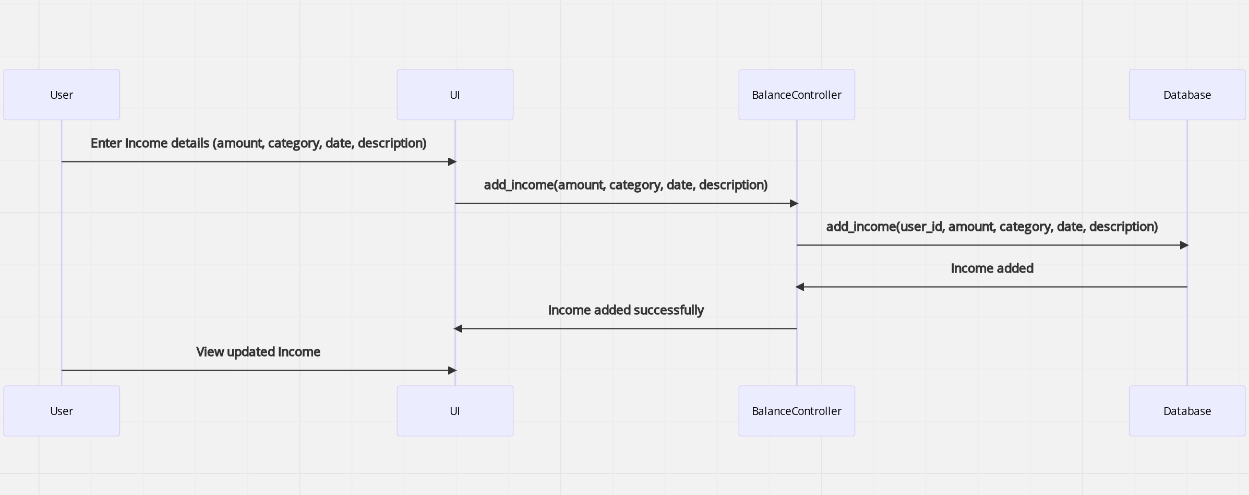 User
UI
BalanceController
Database
Enter Income details (amount, category, date, description)
add_income(amount, category, date, description)
add_income(user_id, amount, category, date, description)
Income added
Income added successfully
View updated Income
User
UI
BalanceController
Database